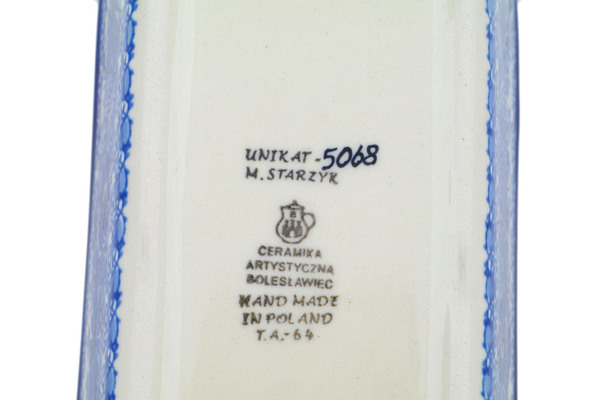 UNIKAT-5068
M. STARZYK
CERAMIKA
ARTYSTYCZNA
BOLESŁAWIEC
HAND MADE
IN POLAND
T.A.-64